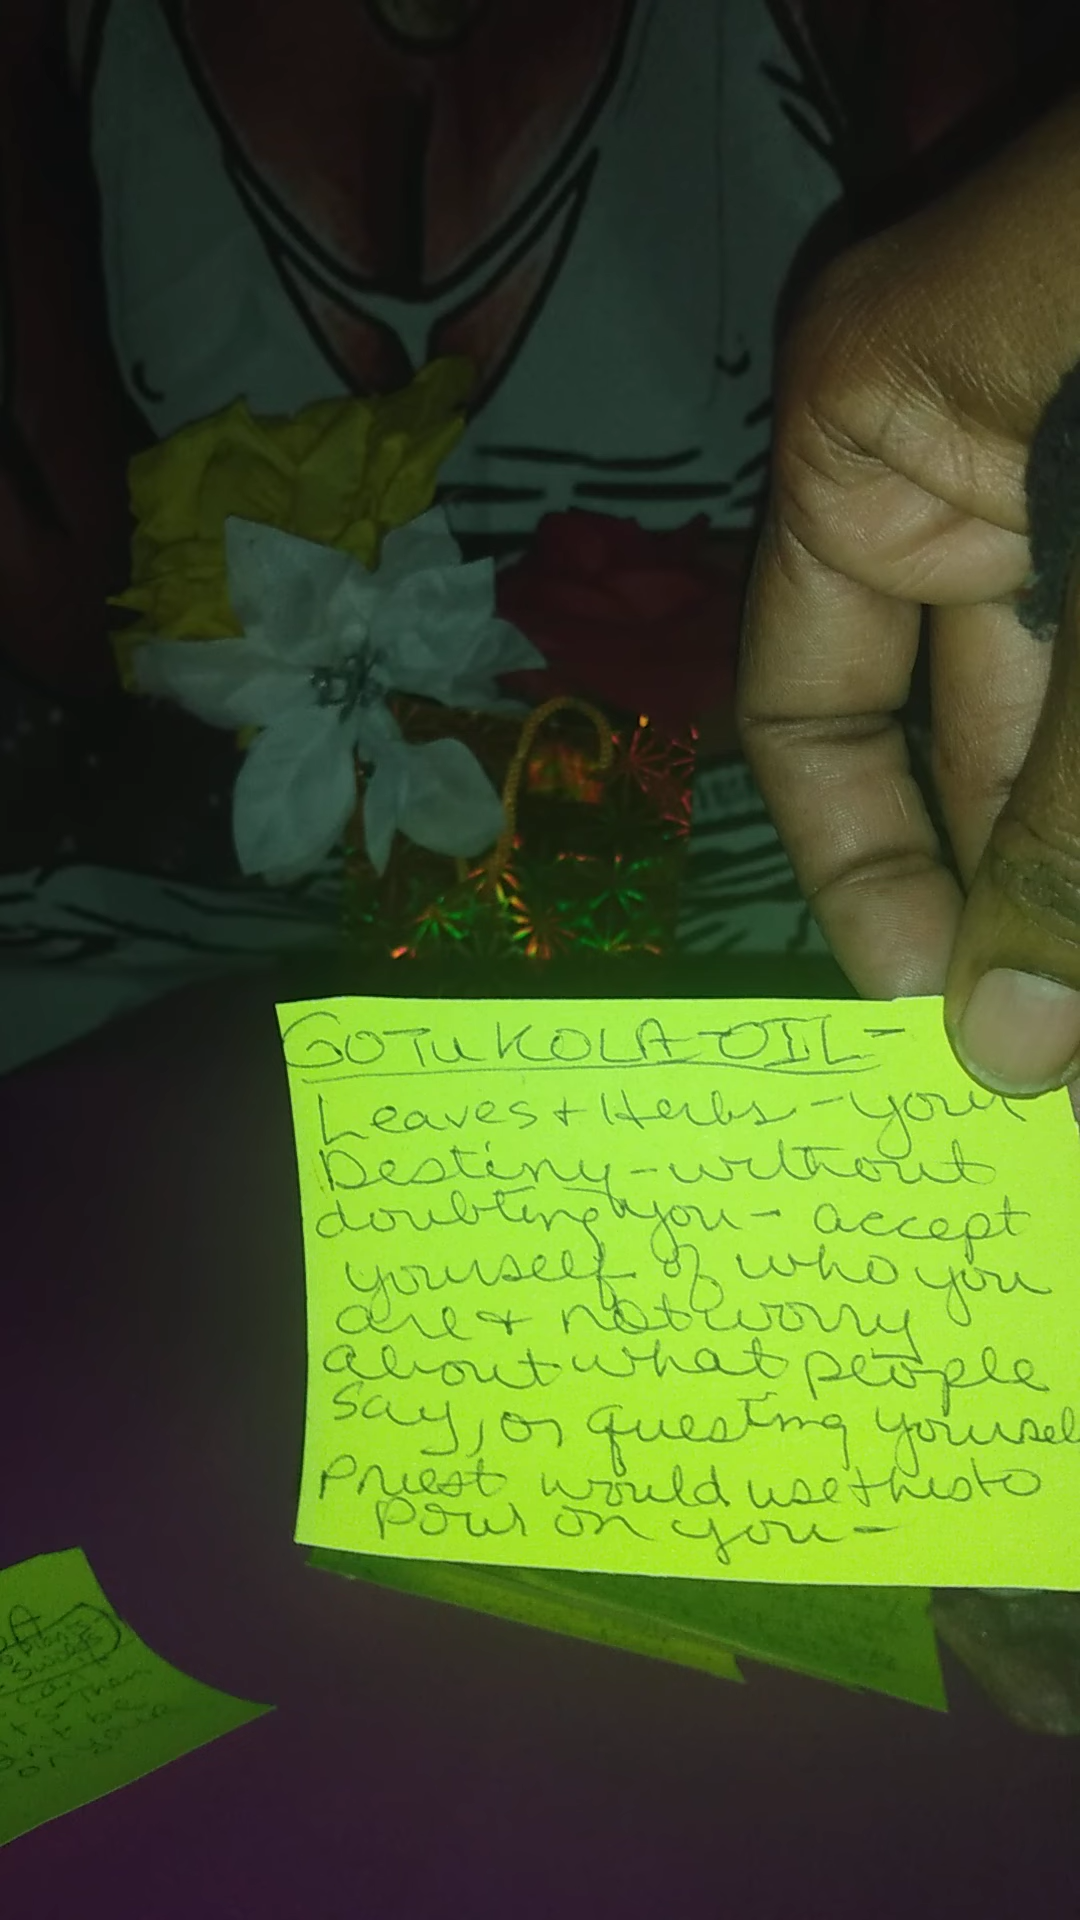 GOTU KOLA OIL -
Leaves + Herbs - your
Destiny - without
doubting you - accept
yourself of who you
are + not worry
about what people
say, or questing yoursel
Priest would use this to
Pour on you -